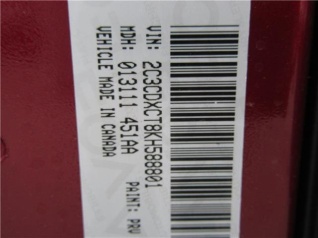 VIN: 2C3CDXCT8KH588801
MDH: 013111 451AA
VEHICLE MADE IN CANADA PAINT: PRV